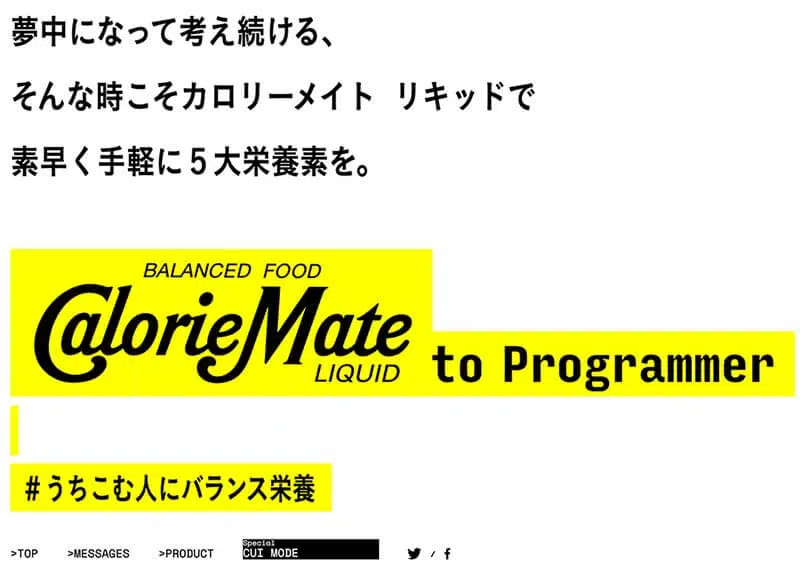 夢中になって考え続ける、
そんな時こそカロリーメイト リキッドで
素早く手軽に5大栄養素を。
BALANCED FOOD
CalorieMate
LIQUID
to Programmer
#うちこむ人にバランス栄養
>TOP >MESSAGES >PRODUCT Special
CUI MODE /